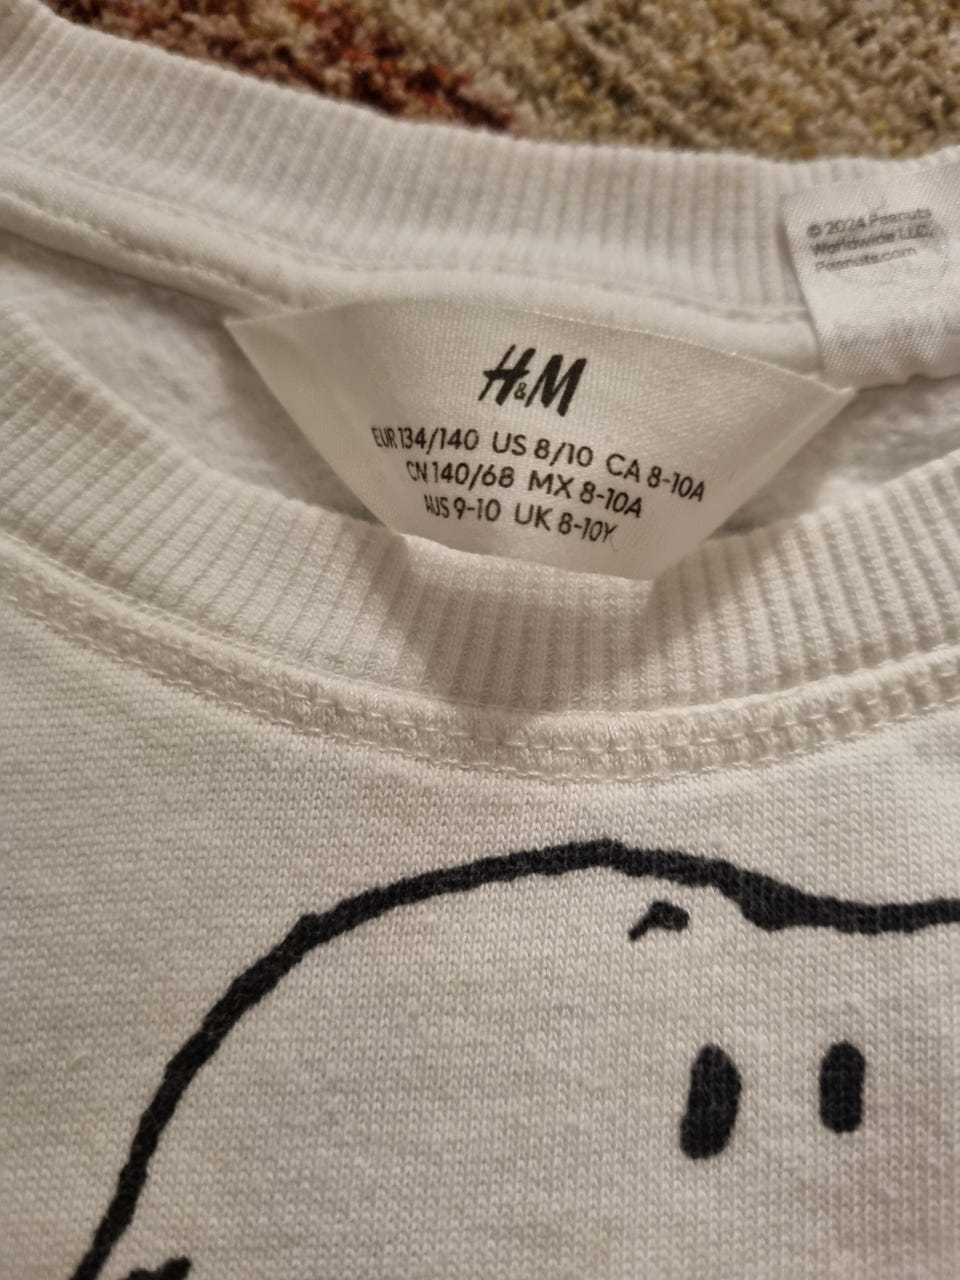 © 2024 Peanuts
Worldwide LLC,
Peanuts.com
H&M
EUR 134/140 US 8/10 CA 8-10A
CN 140/68 MX 8-10A
AUS 9-10 UK 8-10Y